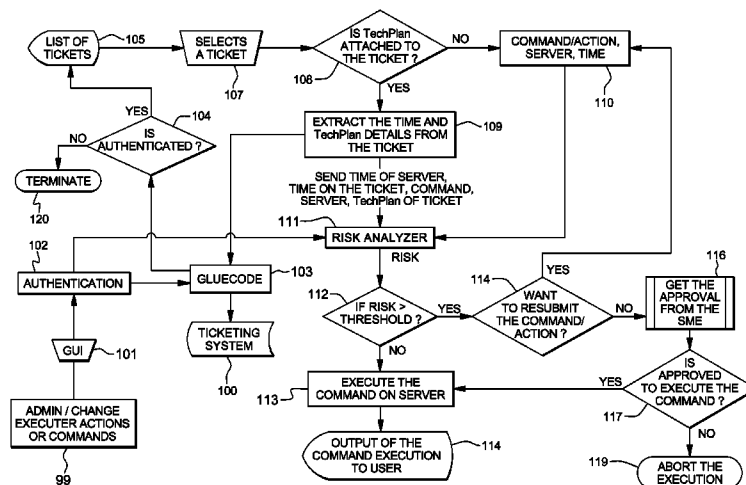 LIST OF
TICKETS
105
SELECTS
A TICKET
107
IS
TechPlan
ATTACHED TO
THE TICKET ?
108
NO
YES
COMMAND/ACTION,
SERVER, TIME
110
EXTRACT THE TIME AND
TechPlan DETAILS FROM
THE TICKET
109
YES
104
IS
AUTHENTICATED ?
NO
TERMINATE
120
SEND TIME OF SERVER,
TIME ON THE TICKET, COMMAND,
SERVER, TechPlan OF TICKET
111
RISK ANALYZER
RISK
102
AUTHENTICATION
GLUECODE
103
TICKETING
SYSTEM
100
GUI
101
ADMIN / CHANGE
EXECUTER ACTIONS
OR COMMANDS
99
112
IF RISK >
THRESHOLD ?
YES
NO
114
YES
WANT
TO RESUBMIT
THE COMMAND/
ACTION ?
NO
116
GET THE
APPROVAL
FROM THE
SME
IS
APPROVED
TO EXECUTE THE
COMMAND ?
117
YES
NO
113
EXECUTE THE
COMMAND ON SERVER
OUTPUT OF THE
COMMAND EXECUTION
TO USER
114
119
ABORT THE
EXECUTION